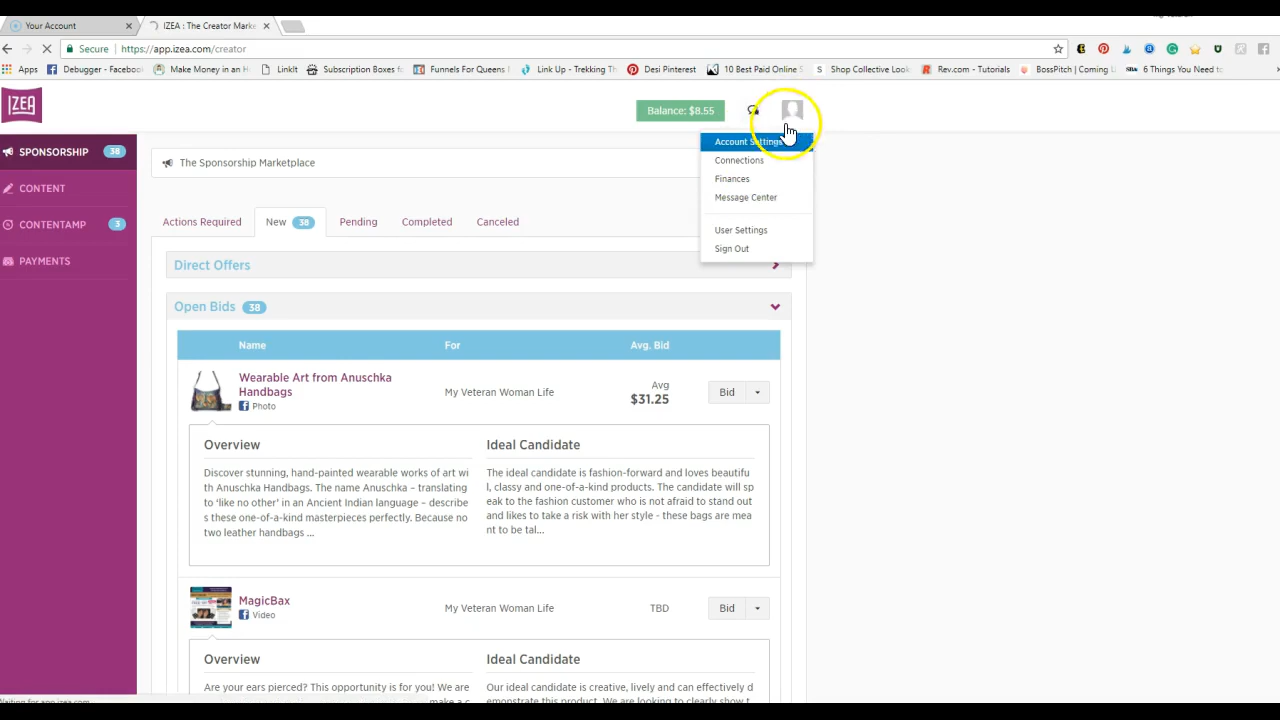 Your Account
IZEA : The Creator Marke
Secure https://app.izea.com/creator
Apps Debugger - Faceboo Make Money in an H LinkIt Subscription Boxes fo Funnels For Queens Link Up - Trekking Th Desi Pinterest 10 Best Paid Online S Shop Collective Look Rev.com - Tutorials BossPitch | Coming U 6 Things You Need to
IZEA
Balance: $8.55
Account Settings
Connections
Finances
Message Center
User Settings
Sign Out
SPONSORSHIP 38
CONTENT
CONTENTAMP 3
PAYMENTS
The Sponsorship Marketplace
Actions Required New 38 Pending Completed Canceled
Direct Offers
Open Bids 38
Name For Avg. Bid
Wearable Art from Anuschka
Handbags
Photo
My Veteran Woman Life
Avg
$31.25
Bid
Overview
Discover stunning, hand-painted wearable works of art wi
th Anuschka Handbags. The name Anuschka – translating
to ‘like no other’ in an Ancient Indian language – describe
s these one-of-a-kind masterpieces perfectly. Because no
two leather handbags ...
Ideal Candidate
The ideal candidate is fashion-forward and loves beautifu
l, classy and one-of-a-kind products. The candidate will sp
eak to the fashion customer who is not afraid to stand out
and likes to take a risk with her style - these bags are mea
nt to be tal...
MagicBax
Video
My Veteran Woman Life
TBD
Bid
Overview
Are your ears pierced? This opportunity is for you! We are
Ideal Candidate
Our ideal candidate is creative, lively and can effectively d
emonstrate this product. We are looking to clearly show t
Waiting for app.izea.com